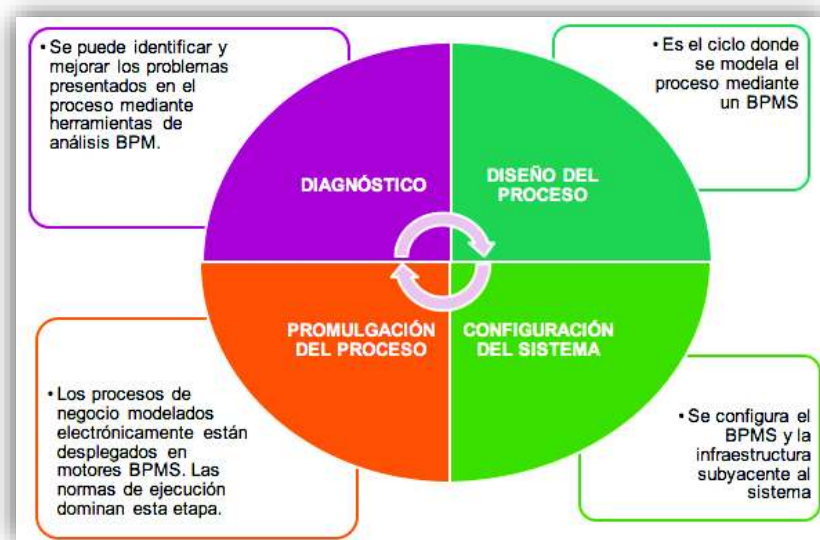 • Se puede identificar y
mejorar los problemas
presentados en el
proceso mediante
herramientas de
análisis BPM.
• Es el ciclo donde
se modela el
proceso mediante
un BPMS
DIAGNÓSTICO
DISEÑO DEL
PROCESO
PROMULGACIÓN
DEL PROCESO
CONFIGURACIÓN
DEL SISTEMA
• Los procesos de
negocio modelados
electrónicamente están
desplegados en
motores BPMS. Las
normas de ejecución
dominan esta etapa.
• Se configura el
BPMS y la
infraestructura
subyacente al
sistema